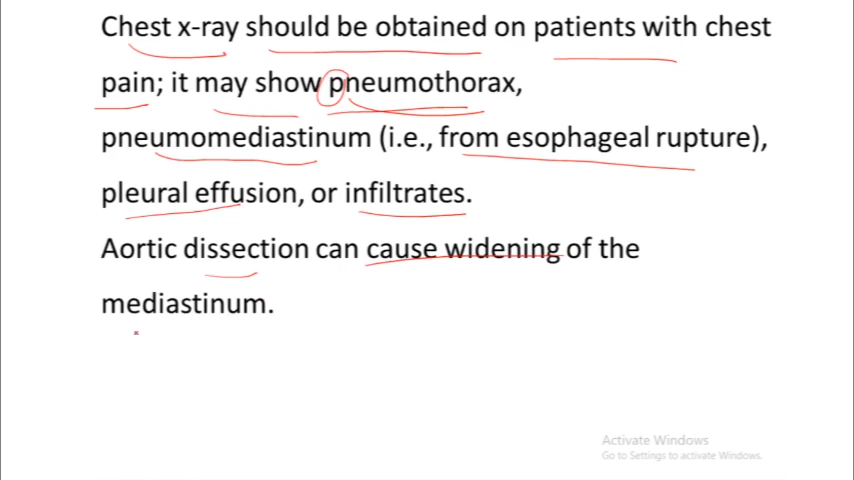 Chest x-ray should be obtained on patients with chest
pain; it may show pneumothorax,
pneumomediastinum (i.e., from esophageal rupture),
pleural effusion, or infiltrates.
Aortic dissection can cause widening of the
mediastinum.
Activate Windows
Go to Settings to activate Windows.